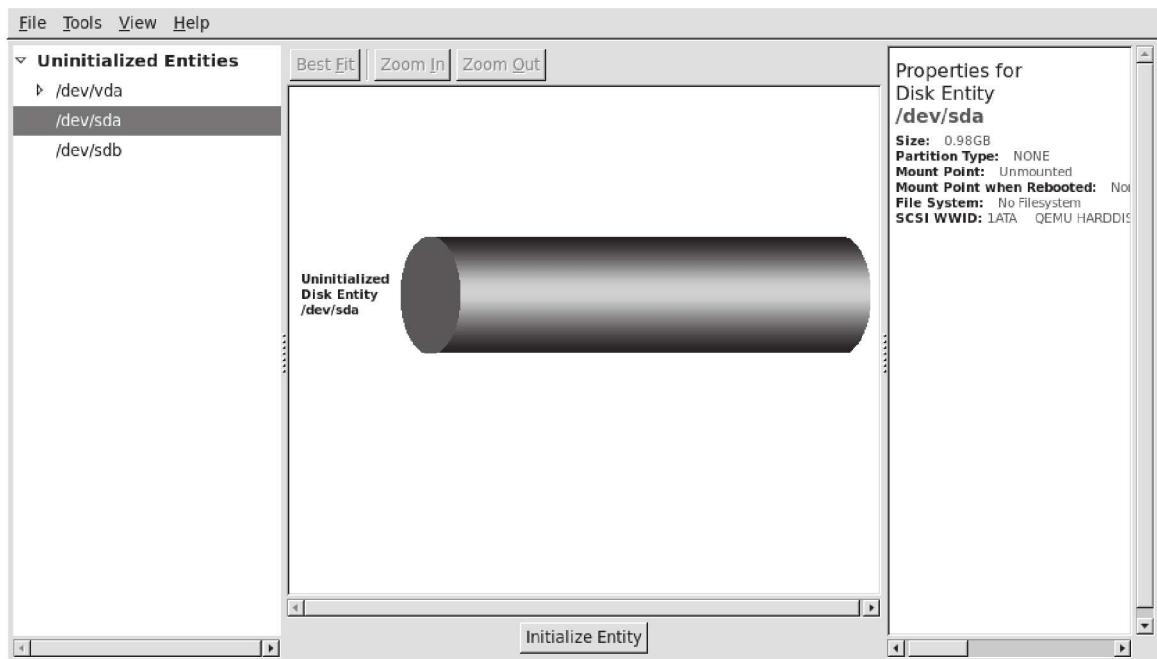 File Tools View Help
Uninitialized Entities
/dev/vda
/dev/sda
/dev/sdb
Best Fit Zoom In Zoom Out
Uninitialized
Disk Entity
/dev/sda
Initialize Entity
Properties for
Disk Entity
/dev/sda
Size: 0.98GB
Partition Type: NONE
Mount Point: Unmounted
Mount Point when Rebooted:
File System: No Filesystem
SCSI WWID: 1ATA QEMU HARDDIS